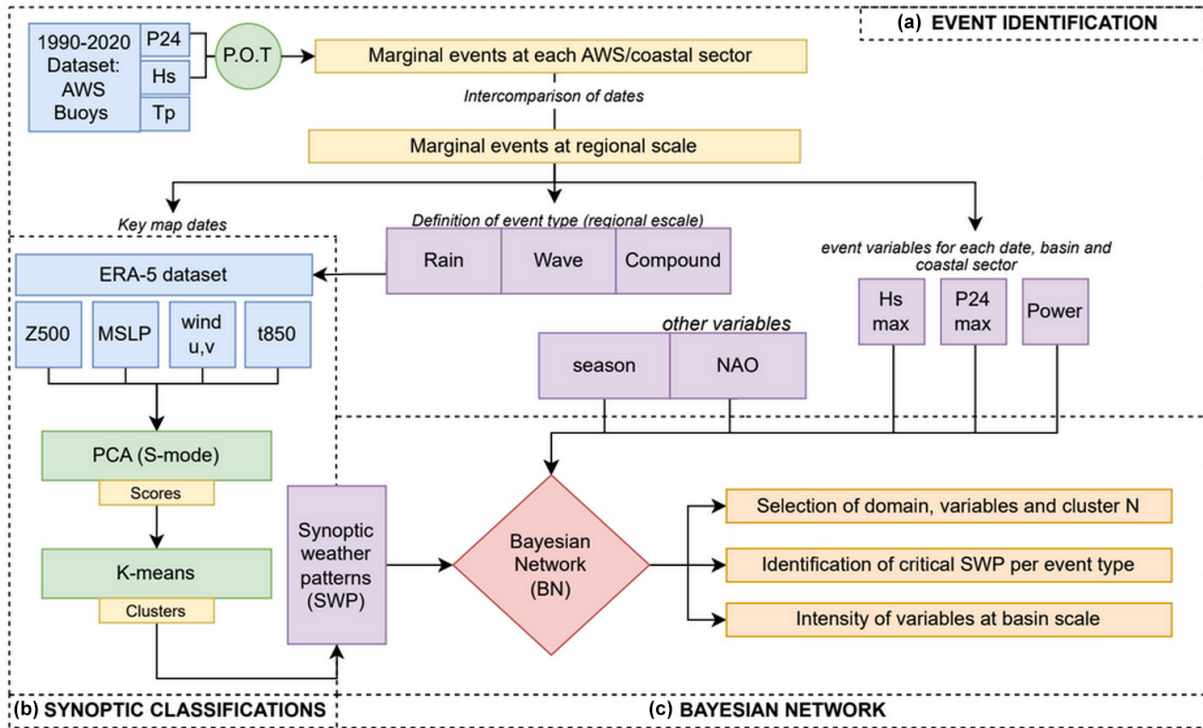 (a) EVENT IDENTIFICATION
1990-2020
Dataset:
AWS
Buoys
P24
Hs
Tp
P.O.T
Marginal events at each AWS/coastal sector
Intercomparison of dates
Marginal events at regional scale
Key map dates
Definition of event type (regional escale)
Rain
Wave
Compound
event variables for each date, basin and
coastal sector
Hs
max
P24
max
Power
other variables
season
NAO
ERA-5 dataset
Z500
MSLP
wind
u,v
t850
PCA (S-mode)
Scores
K-means
Clusters
Synoptic
weather
patterns
(SWP)
Bayesian
Network
(BN)
Selection of domain, variables and cluster N
Identification of critical SWP per event type
Intensity of variables at basin scale
(b) SYNOPTIC CLASSIFICATIONS
(c) BAYESIAN NETWORK